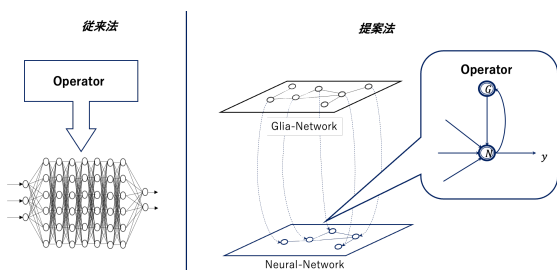 従来法
Operator
提案法
Glia-Network
Neural-Network
Operator
G
N
y